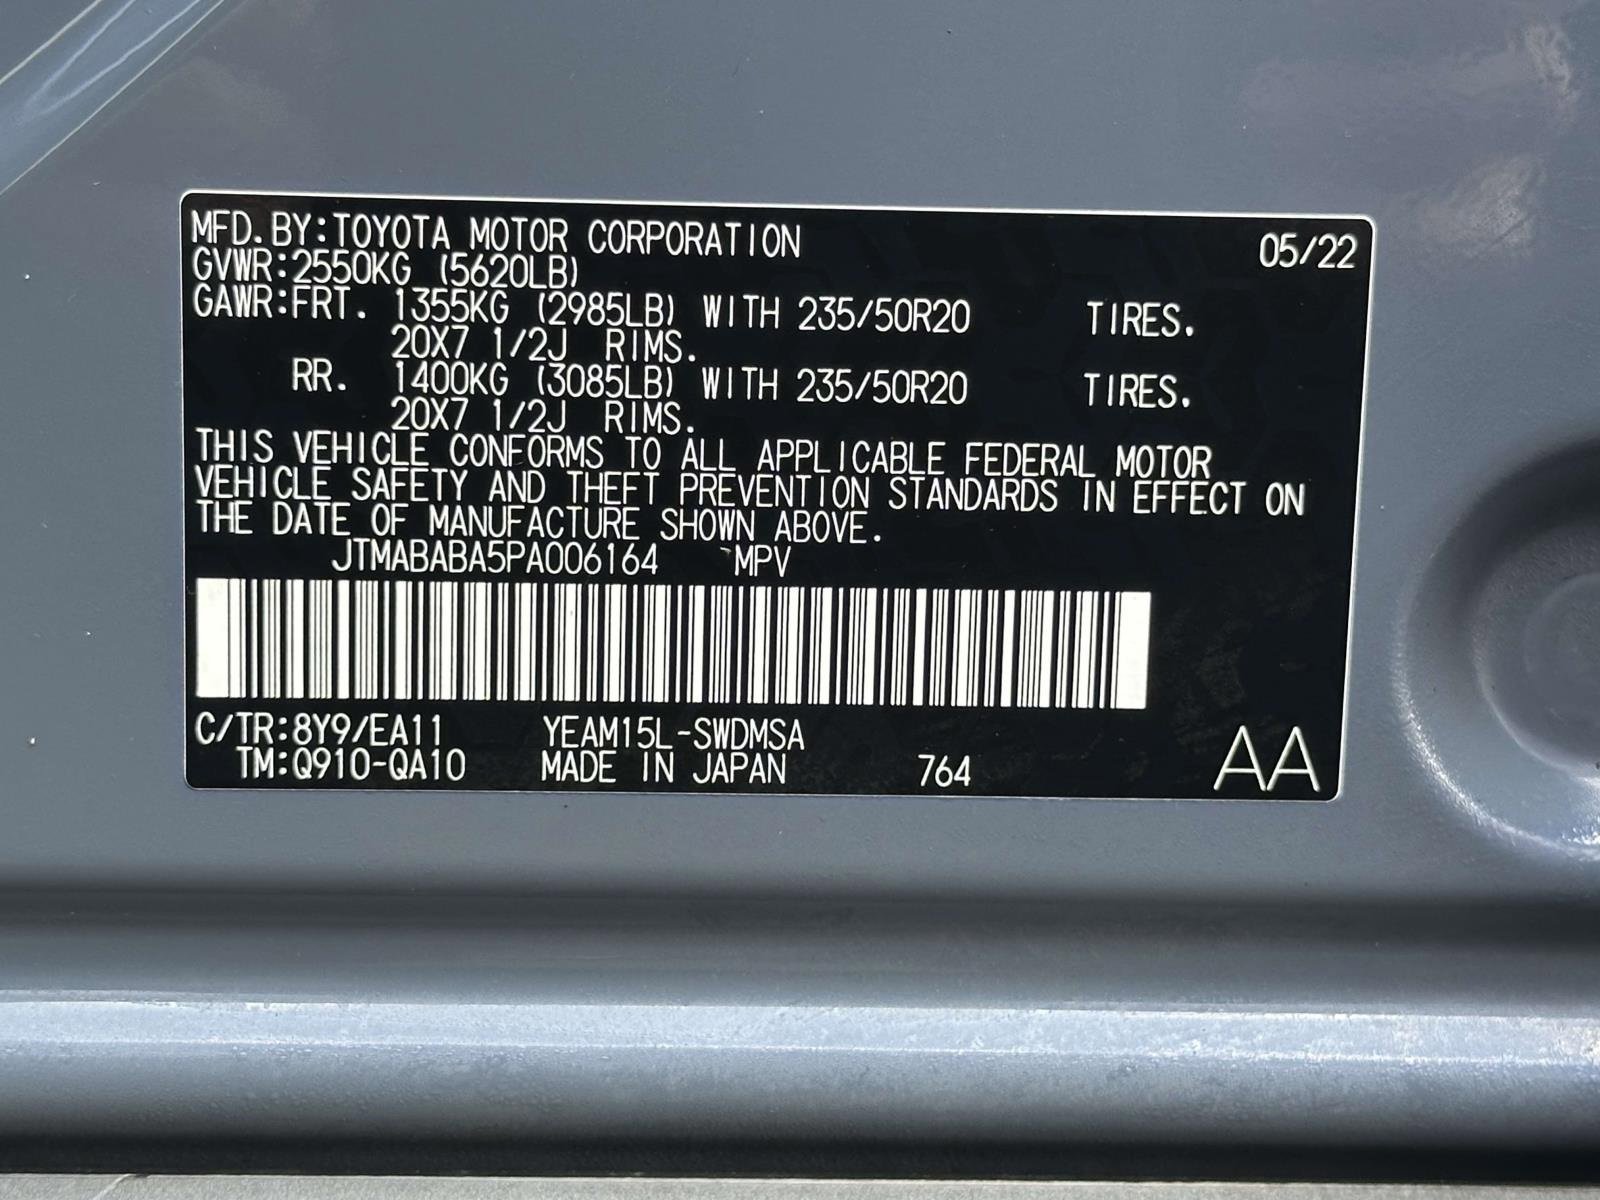 MFD.BY:TOYOTA MOTOR CORPORATION 05/22
GVWR:2550KG (5620LB)
GAWR:FRT. 1355KG (2985LB) WITH 235/50R20 TIRES.
20X7 1/2J RIMS.
RR. 1400KG (3085LB) WITH 235/50R20 TIRES.
20X7 1/2J RIMS.
THIS VEHICLE CONFORMS TO ALL APPLICABLE FEDERAL MOTOR
VEHICLE SAFETY AND THEFT PREVENTION STANDARDS IN EFFECT ON
THE DATE OF MANUFACTURE SHOWN ABOVE.
JTMABABA5PA006164 MPV
C/TR:8Y9/EA11 YEAM15L-SWDMSA
TM:Q910-QA10 MADE IN JAPAN 764 AA